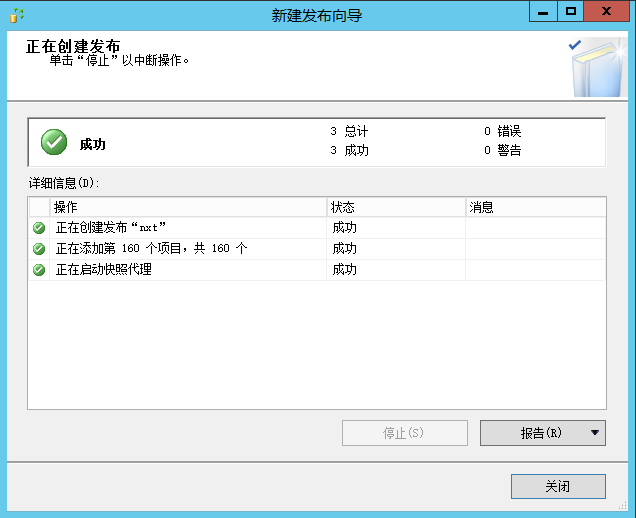 新建发布向导
正在创建发布
单击“停止”以中断操作。
成功
3 总计
0 错误
3 成功
0 警告
详细信息(D):
操作 状态 消息
正在创建发布“nxt” 成功
正在添加第 160 个项目，共 160 个 成功
正在启动快照代理 成功
停止(S)
报告(R)
关闭